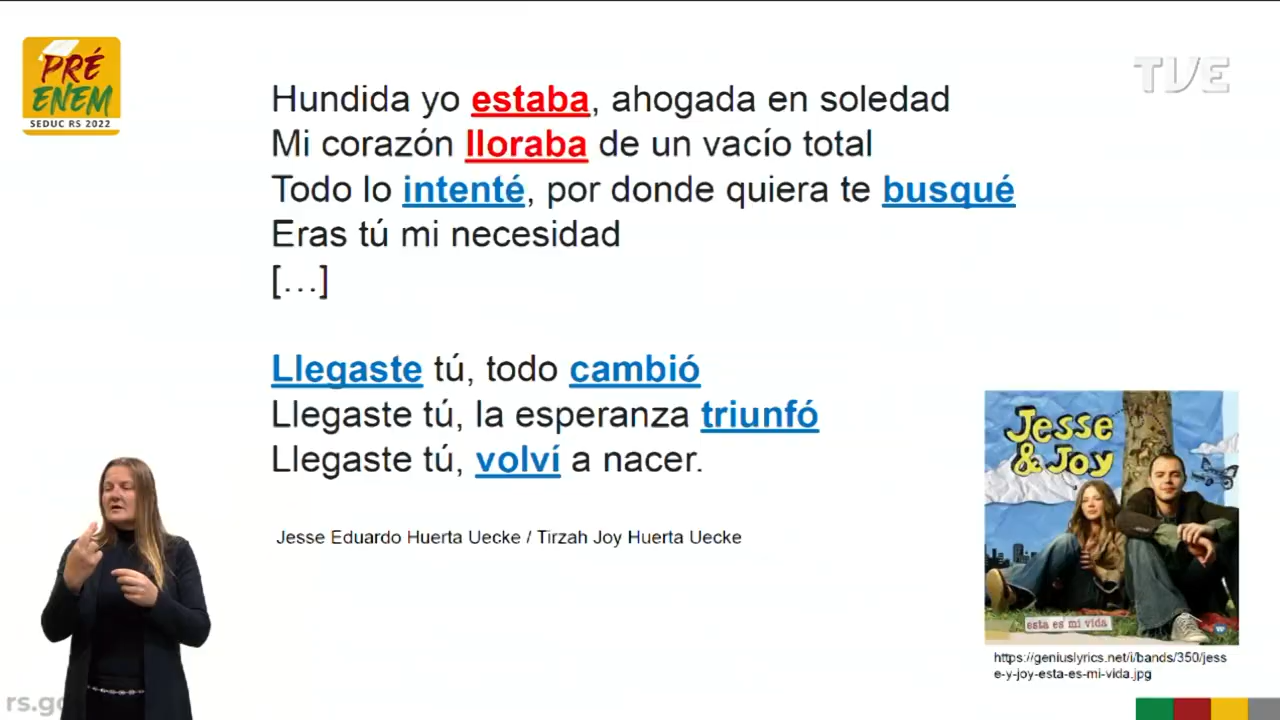 PRÉ
ENEM
SEDUC RS 2022
TVE
Hundida yo estaba, ahogada en soledad
Mi corazón lloraba de un vacío total
Todo lo intenté, por donde quiera te busqué
Eras tú mi necesidad
[…]
Llegaste tú, todo cambió
Llegaste tú, la esperanza triunfó
Llegaste tú, volví a nacer.
Jesse Eduardo Huerta Uecke / Tirzah Joy Huerta Uecke
Jesse
& Joy
esta es mi vida
https://geniuslyrics.net/i/bands/350/jess
e-y-joy-esta-es-mi-vida.jpg